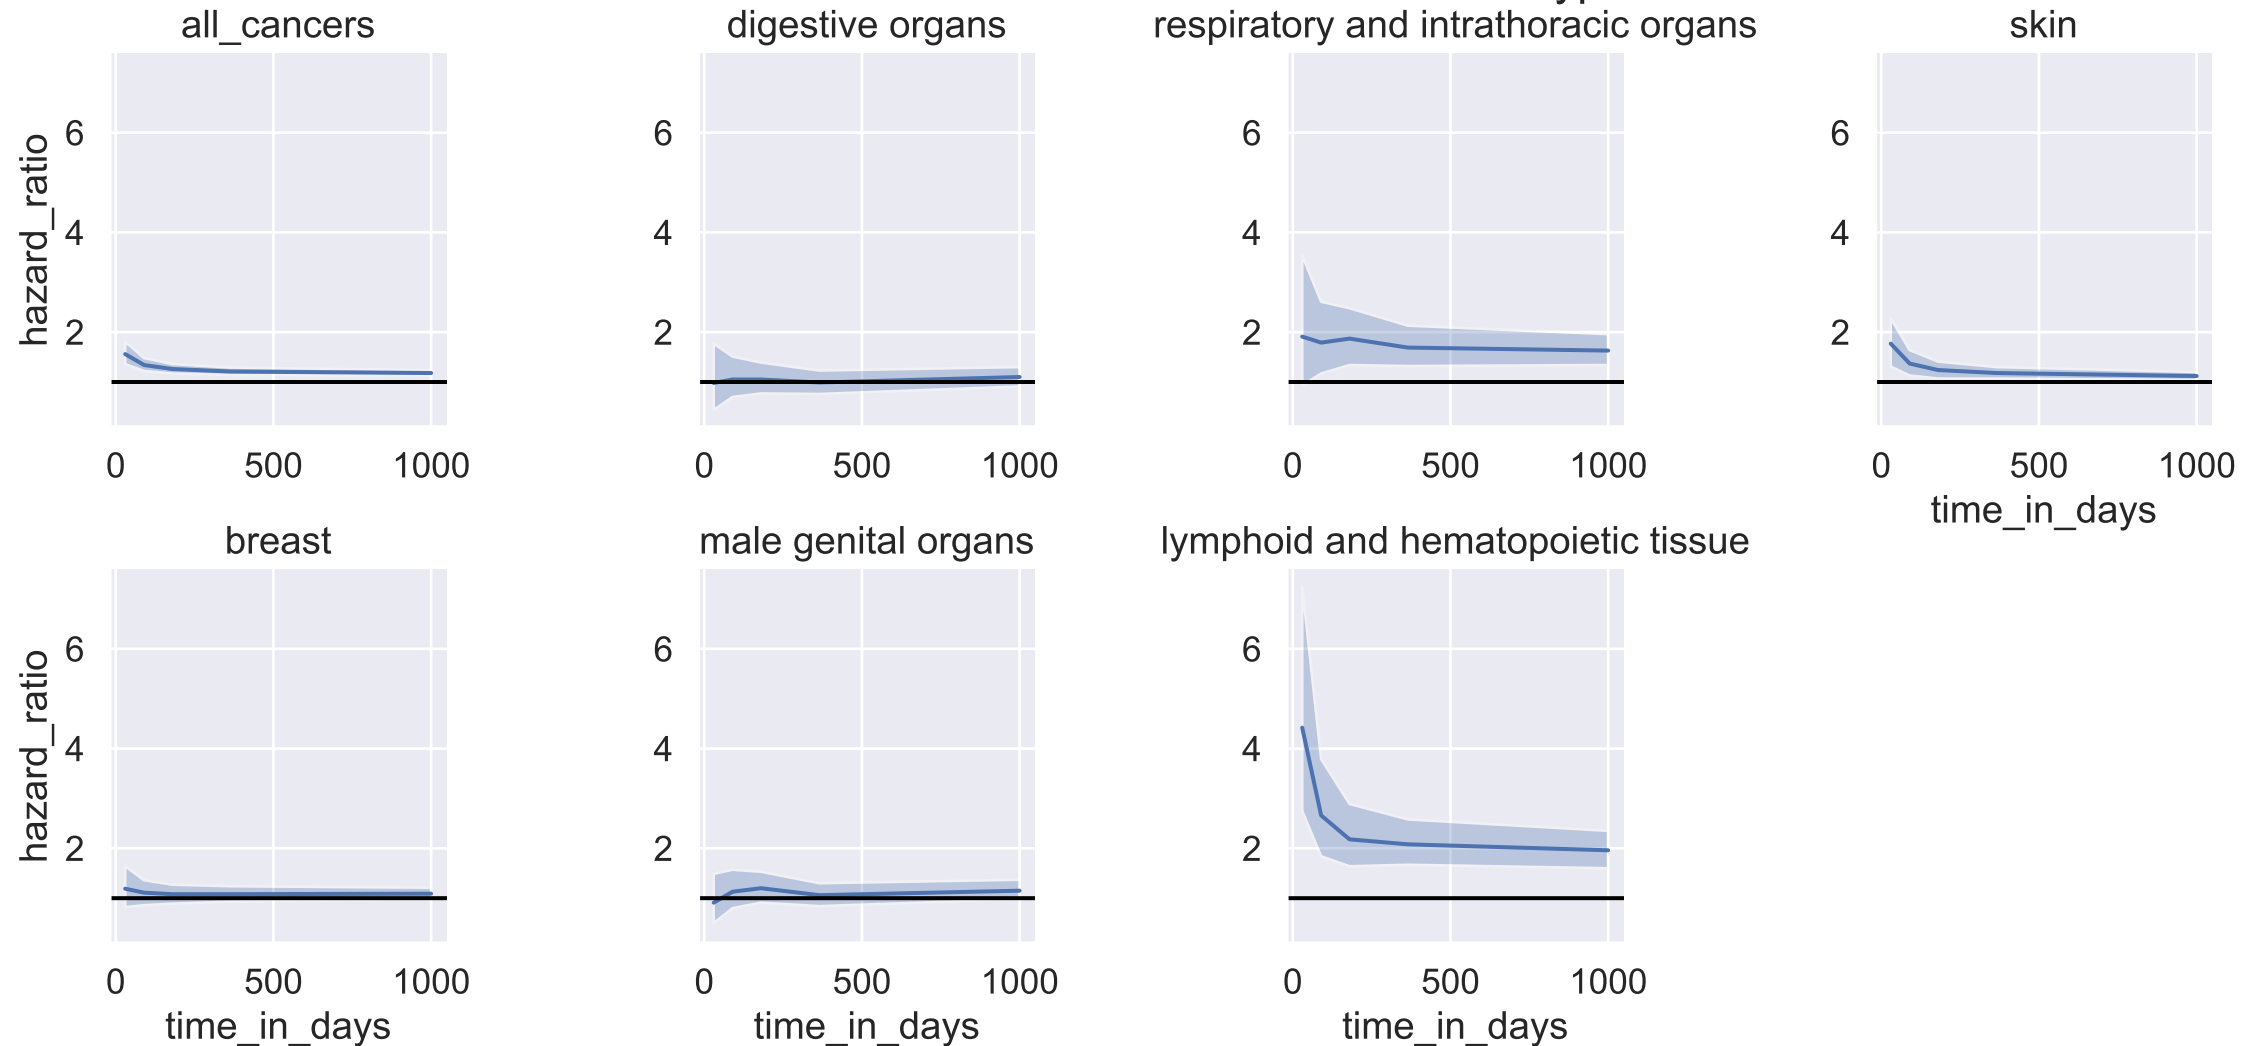 all_cancers
digestive organs
respiratory and intrathoracic organs
skin
hazard_ratio
6
4
2
0 500 1000
6
4
2
0 500 1000
6
4
2
0 500 1000
6
4
2
0 500 1000
time_in_days
breast
male genital organs
lymphoid and hematopoietic tissue
hazard_ratio
6
4
2
0 500 1000
time_in_days
6
4
2
0 500 1000
time_in_days
6
4
2
0 500 1000
time_in_days